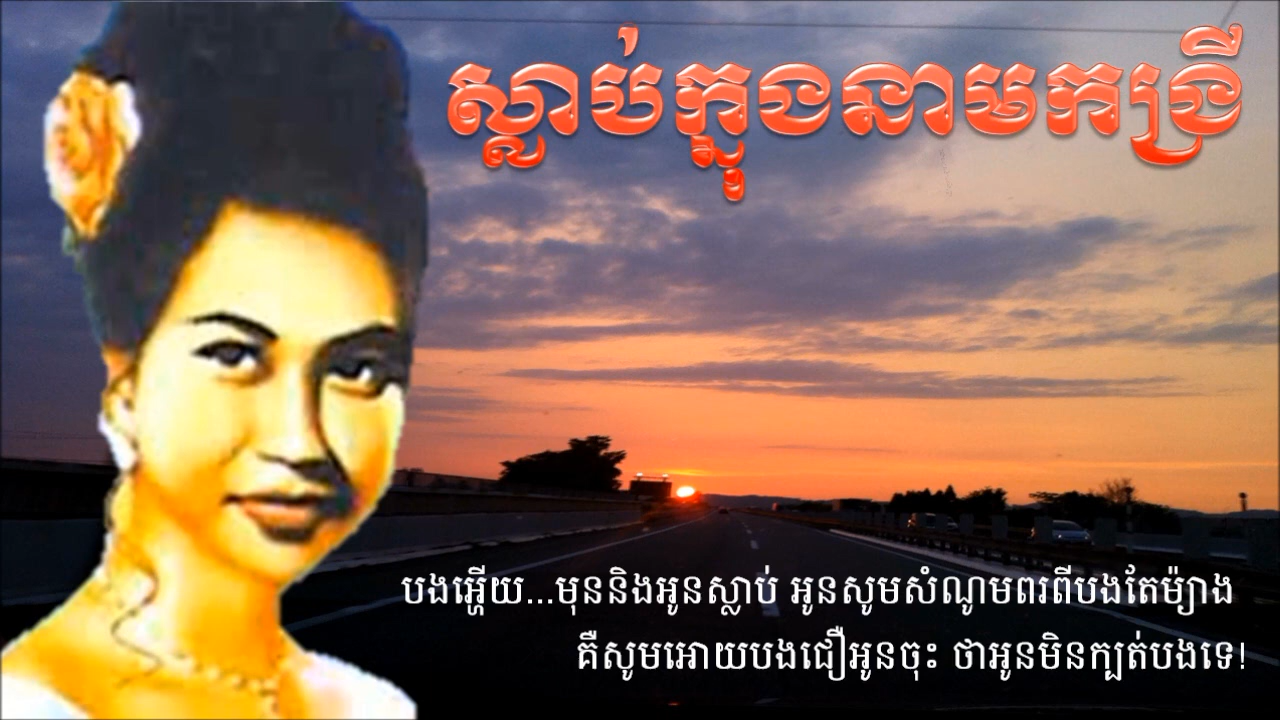 ស្លាប់ក្នុងនាមកង្រី
បងអ្ហើយ...មុននិងអូនស្លាប់ អូនសូមសំណូមពរពីបងតែម៉្យាង
គឺសូមអោយបងជឿអូនចុះ ថាអូនមិនក្បត់បងទេ!